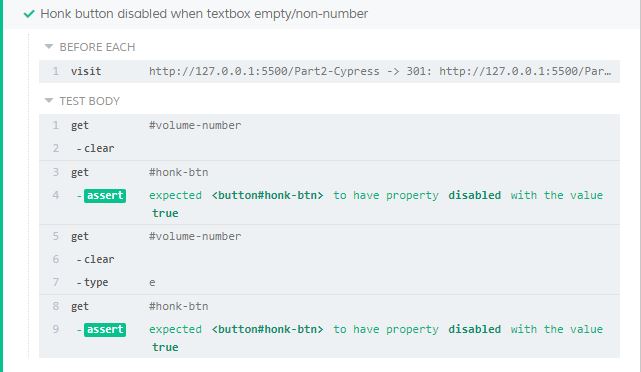 Honk button disabled when textbox empty/non-number
BEFORE EACH
1 visit http://127.0.0.1:5500/Part2-Cypress -> 301: http://127.0.0.1:5500/Par…
TEST BODY
1 get #volume-number
2 -clear
3 get #honk-btn
4 -assert expected <button#honk-btn> to have property disabled with the value
true
5 get #volume-number
6 -clear
7 -type e
8 get #honk-btn
9 -assert expected <button#honk-btn> to have property disabled with the value
true